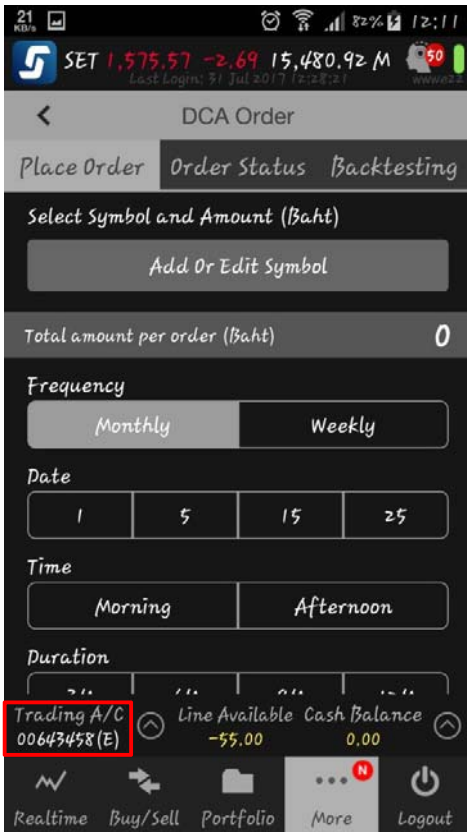 21 KB/s 82% 12:11
SET 1,575.57 -2.69 15,480.92 M 50
Last Login: 31 Jul 2017 12:28:21 wwwe22
DCA Order
Place Order Order Status Backtesting
Select Symbol and Amount (Baht)
Add Or Edit Symbol
Total amount per order (Baht) 0
Frequency
Monthly Weekly
Date
1 5 15 25
Time
Morning Afternoon
Duration
Trading A/C Line Available Cash Balance
00643458(E) -55.00 0.00
N
Realtime Buy/Sell Portfolio More Logout